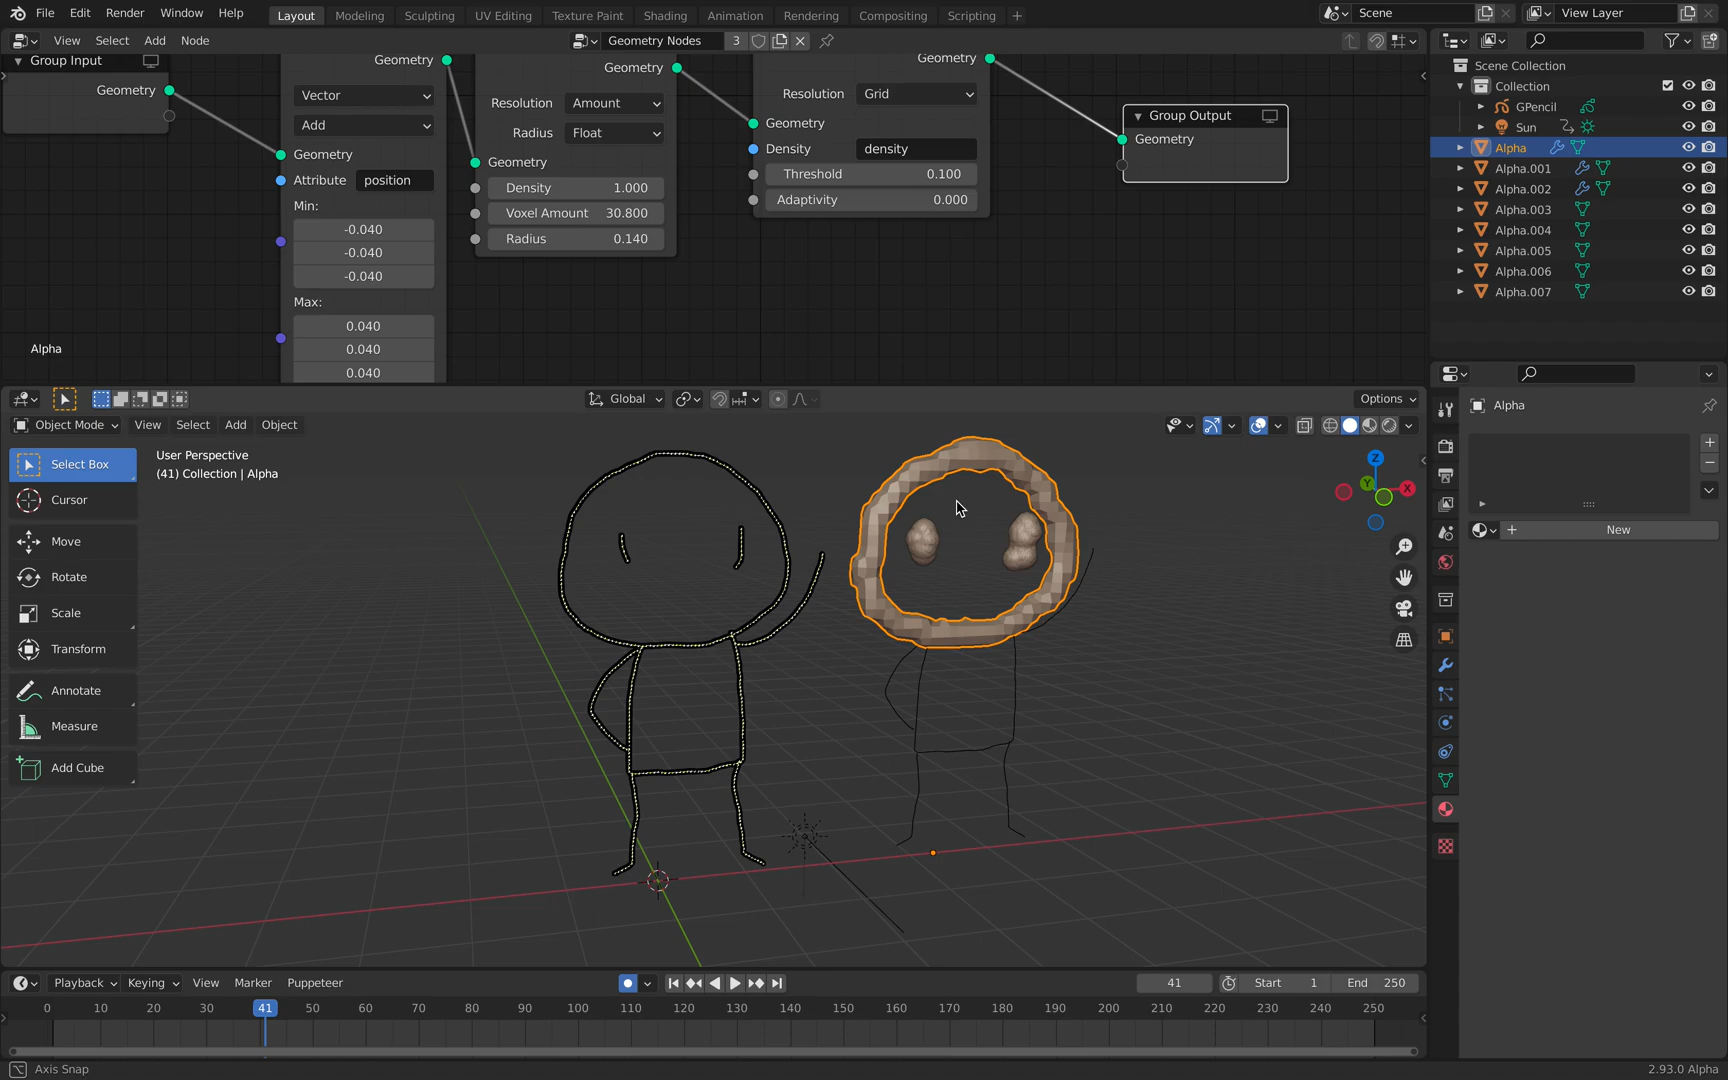 File Edit Render Window Help Layout Modeling Sculpting UV Editing Texture Paint Shading Animation Rendering Compositing Scripting + Scene View Layer
View Select Add Node Geometry Nodes 3
Group Input
Geometry
Geometry
Vector
Add
Geometry
Attribute position
Min:
-0.040
-0.040
-0.040
Max:
0.040
0.040
0.040
Geometry
Resolution Amount
Radius Float
Geometry
Density 1.000
Voxel Amount 30.800
Radius 0.140
Geometry
Resolution Grid
Geometry
Density density
Threshold 0.100
Adaptivity 0.000
Group Output
Geometry
Alpha
Scene Collection
Collection
GPencil
Sun
Alpha
Alpha.001
Alpha.002
Alpha.003
Alpha.004
Alpha.005
Alpha.006
Alpha.007
Global Options
Object Mode View Select Add Object
User Perspective
(41) Collection | Alpha
Select Box
Cursor
Move
Rotate
Scale
Transform
Annotate
Measure
Add Cube
Z
Y
X
Alpha
+ New
Playback Keying View Marker Puppeteer 41 Start 1 End 250
0 10 20 30 41 50 60 70 80 90 100 110 120 130 140 150 160 170 180 190 200 210 220 230 240 250
Axis Snap
2.93.0 Alpha